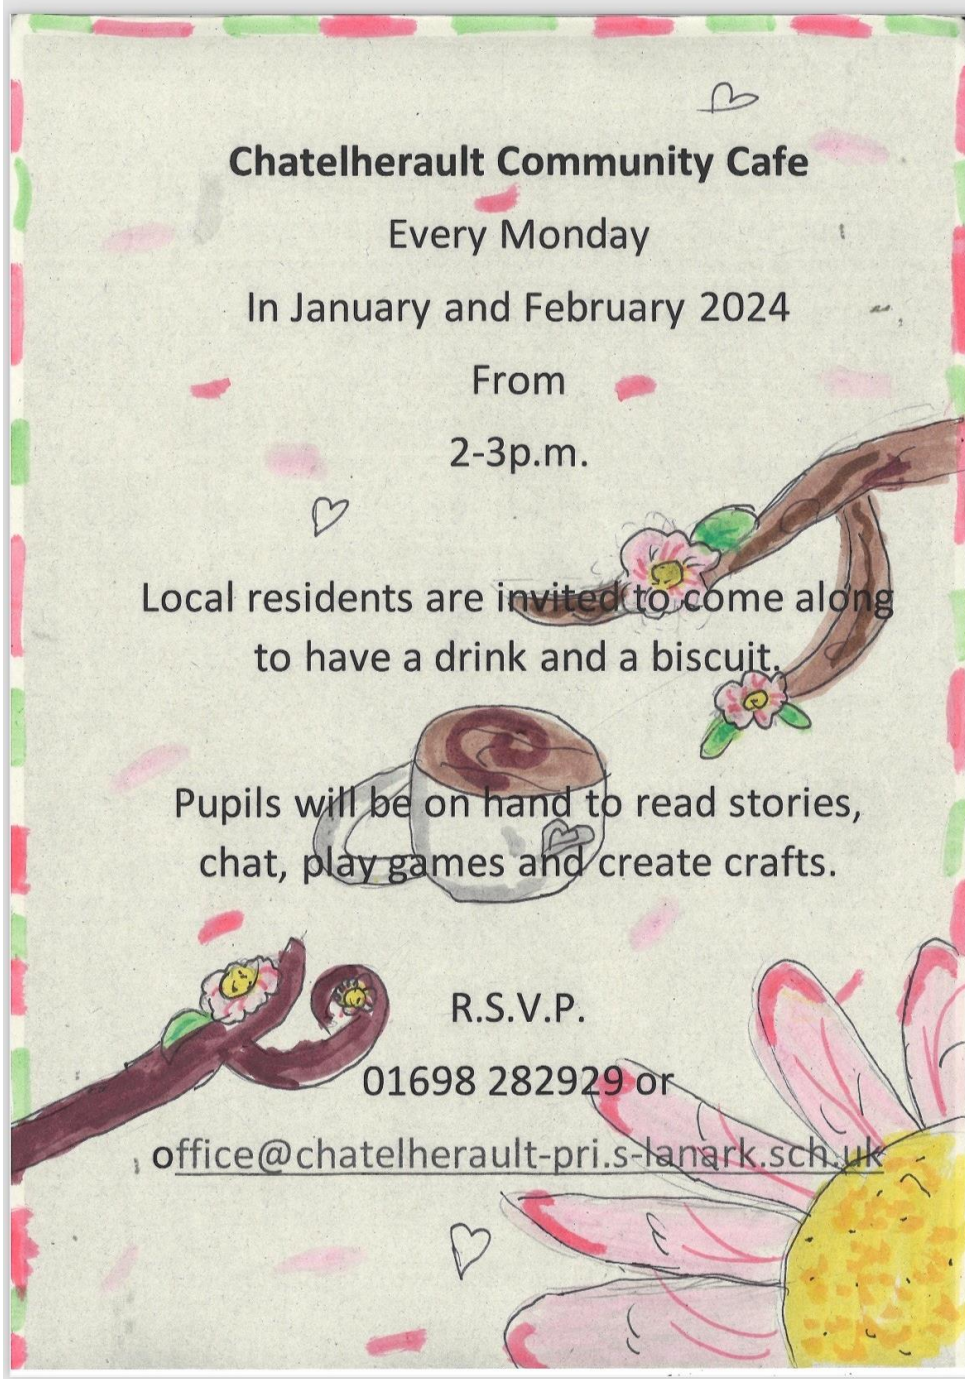 Chatelherault Community Cafe
Every Monday
In January and February 2024
From
2-3p.m.
Local residents are invited to come along
to have a drink and a biscuit.
Pupils will be on hand to read stories,
chat, play games and create crafts.
R.S.V.P.
01698 282929 or
office@chatelherault-pri.s-lanark.sch.uk